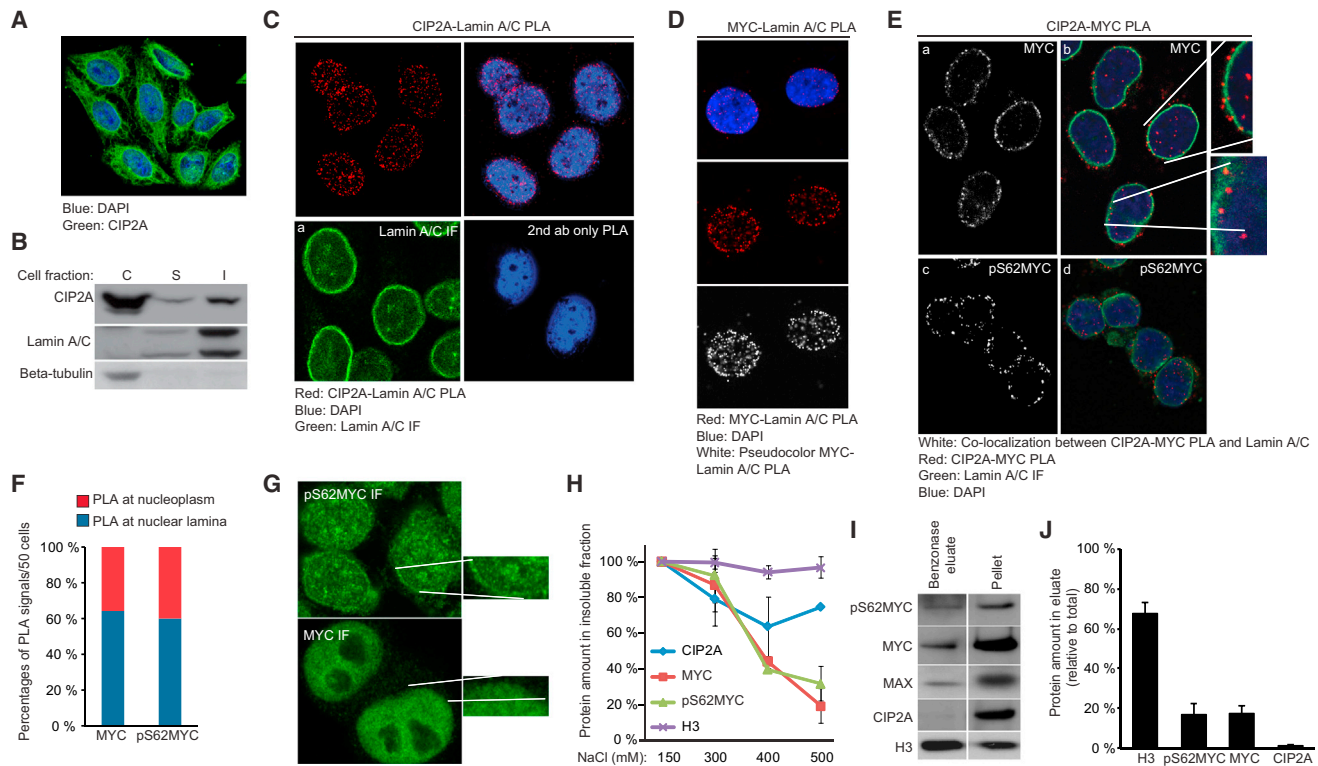 A
Blue: DAPI
Green: CIP2A
B
Cell fraction: C S I
CIP2A
Lamin A/C
Beta-tubulin
C
CIP2A-Lamin A/C PLA
a
Lamin A/C IF
2nd ab only PLA
Red: CIP2A-Lamin A/C PLA
Blue: DAPI
Green: Lamin A/C IF
D
MYC-Lamin A/C PLA
Red: MYC-Lamin A/C PLA
Blue: DAPI
White: Pseudocolor MYC-
Lamin A/C PLA
E
CIP2A-MYC PLA
a MYC
b MYC
c pS62MYC
d pS62MYC
White: Co-localization between CIP2A-MYC PLA and Lamin A/C
Red: CIP2A-MYC PLA
Green: Lamin A/C IF
Blue: DAPI
F
PLA at nucleoplasm
PLA at nuclear lamina
Percentages of PLA signals/50 cells
100 %
80 %
60 %
40 %
20 %
0 %
MYC pS62MYC
G
pS62MYC IF
MYC IF
H
Protein amount in insoluble fraction
100 %
80 %
60 %
40 %
20 %
0 %
CIP2A
MYC
pS62MYC
H3
NaCl (mM): 150 300 400 500
I
Benzonase
eluate
Pellet
pS62MYC
MYC
MAX
CIP2A
H3
J
Protein amount in eluate
(relative to total)
100 %
80 %
60 %
40 %
20 %
0 %
H3 pS62MYC MYC CIP2A